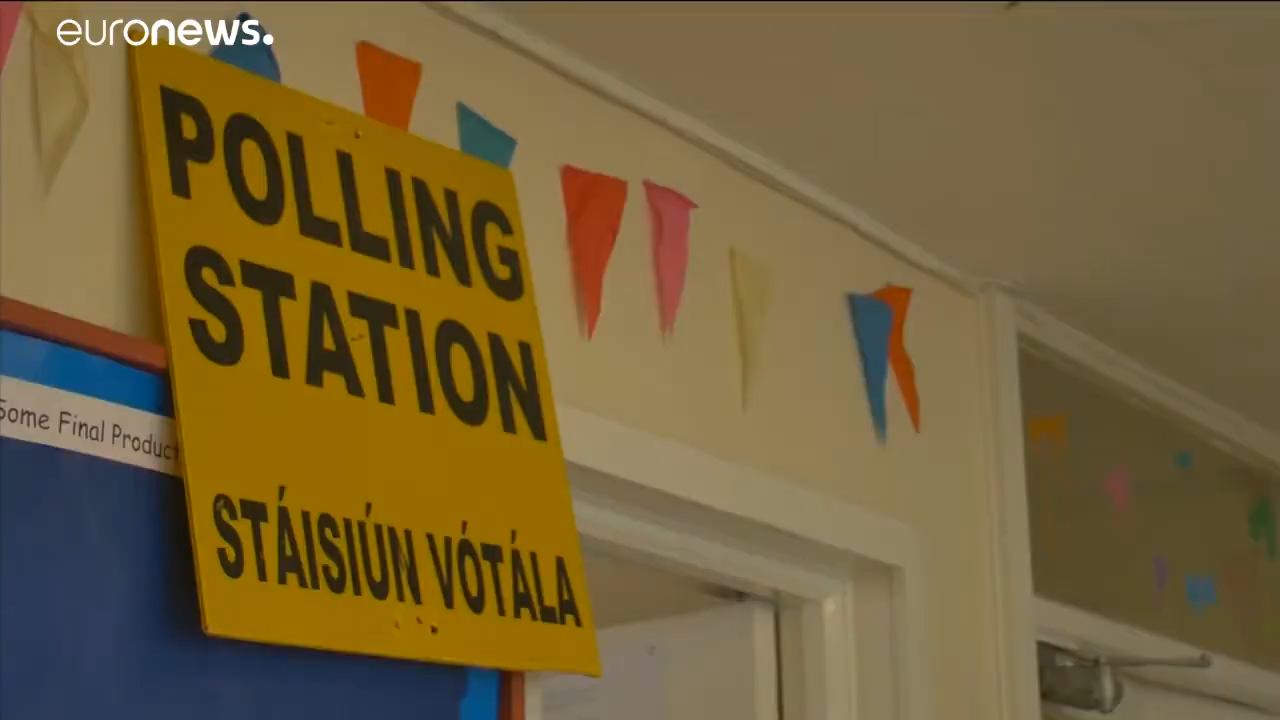 euronews.
POLLING
STATION
STÁISIÚN VÓTÁLA
Some Final Product